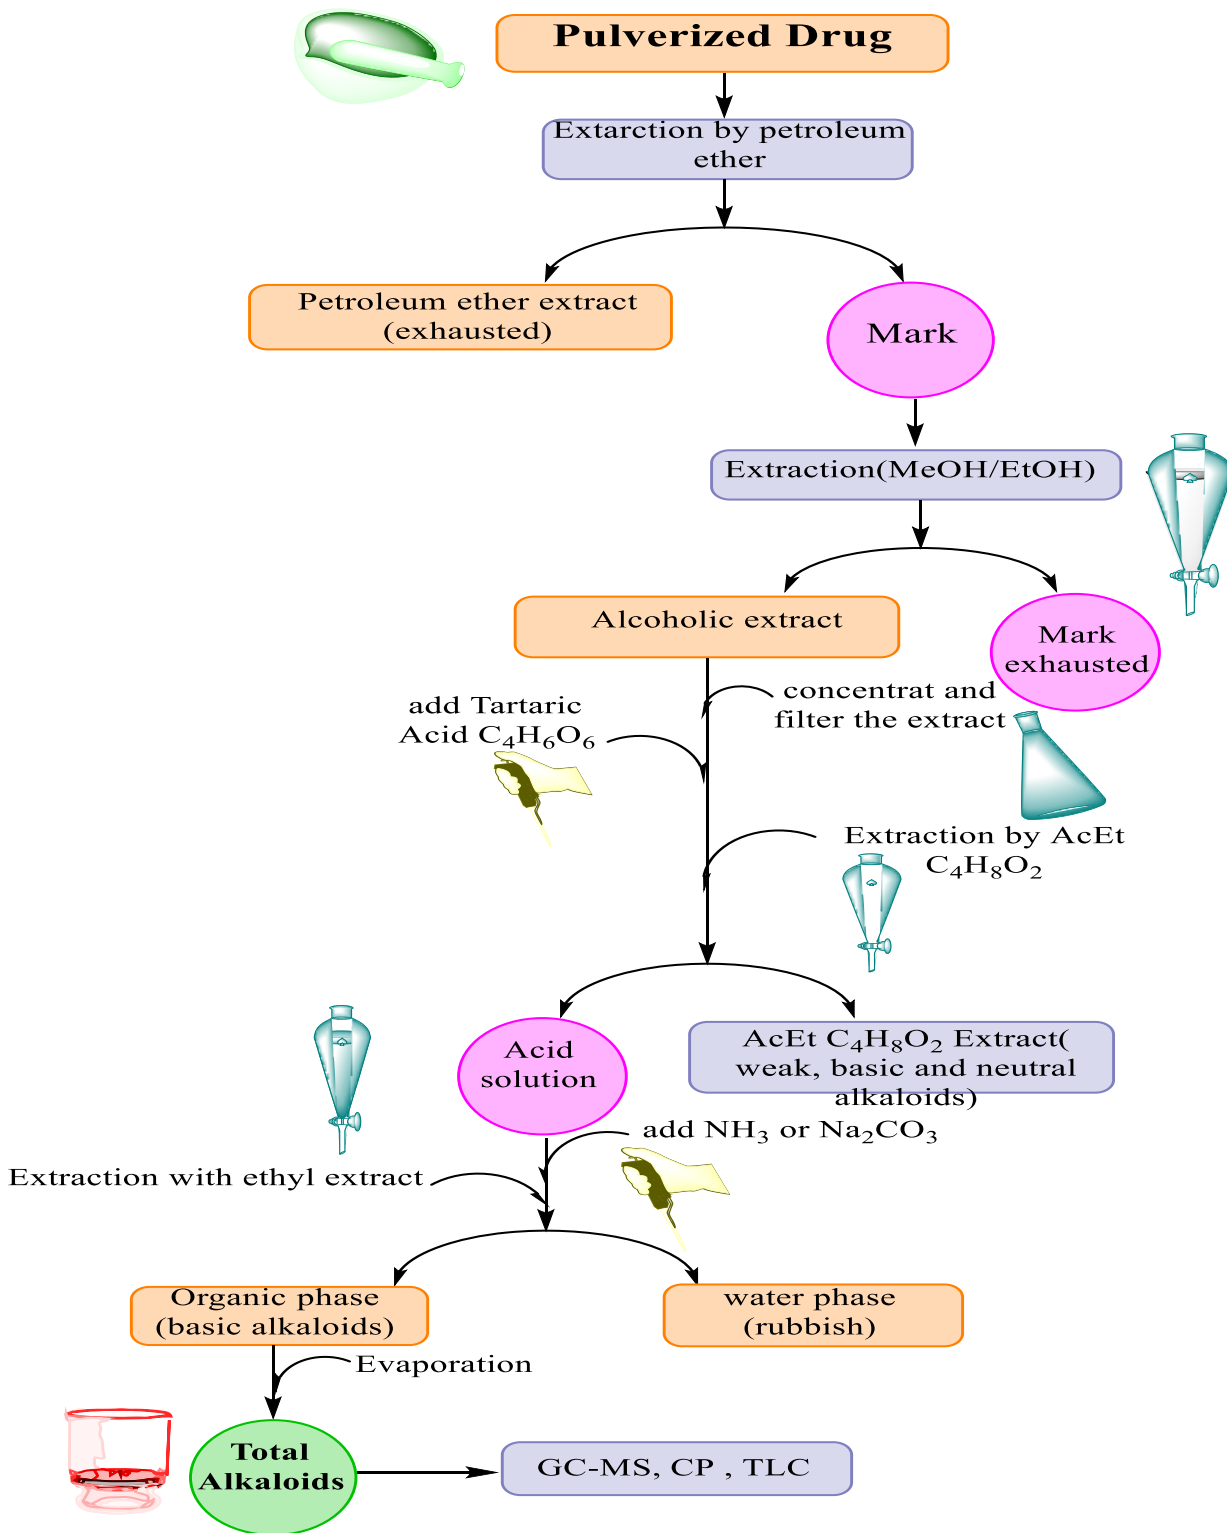 Pulverized Drug
Extarction by petroleum
ether
Petroleum ether extract
(exhausted)
Mark
Extraction(MeOH/EtOH)
Alcoholic extract
Mark
exhausted
concentrat and
filter the extract
add Tartaric
Acid C₄H₆O₆
Extraction by AcEt
C₄H₈O₂
Acid
solution
AcEt C₄H₈O₂ Extract(
weak, basic and neutral
alkaloids)
add NH₃ or Na₂CO₃
Extraction with ethyl extract
Organic phase
(basic alkaloids)
water phase
(rubbish)
Evaporation
Total
Alkaloids
GC-MS, CP , TLC